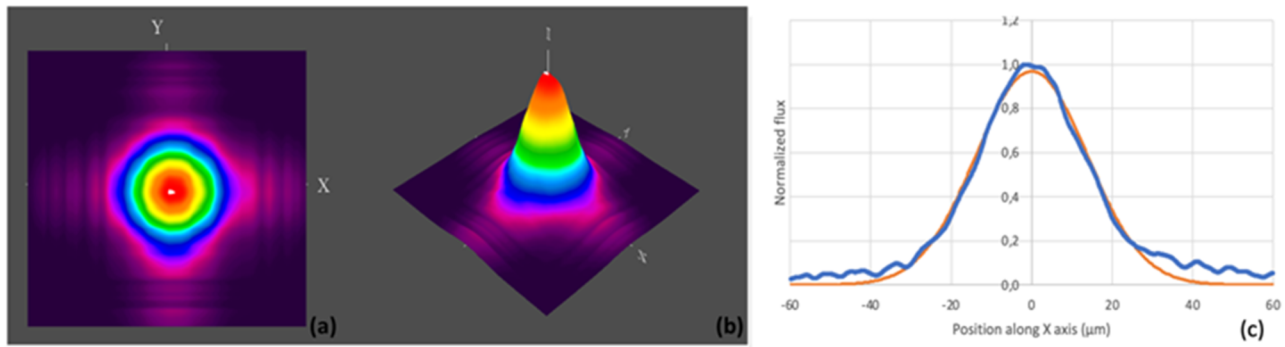 Y
X
(a)
X
(b)
1,2
1,0
0,8
0,6
0,4
0,2
0,0
-60
-40
-20
0
20
40
60
Normalized flux
Position along X axis (μm)
(c)